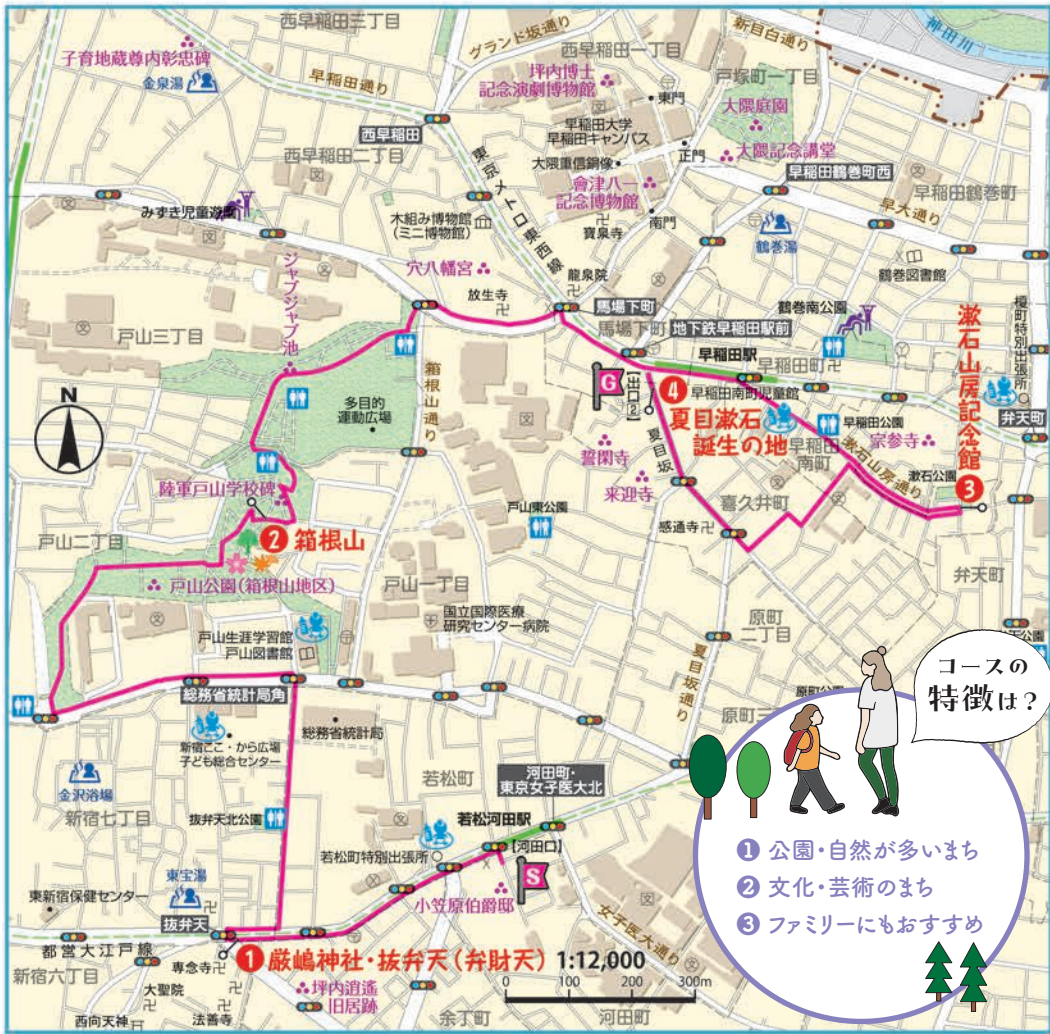 子育地蔵尊内彰忠碑
金泉湯
西早稲田三丁目
グランド坂通り
新目白通り
神田川
早稲田通り
西早稲田一丁目
坪内博士
記念演劇博物館
東門
戸塚町一丁目
大隈庭園
西早稲田
早稲田大学
早稲田キャンパス
大隈重信銅像
正門
大隈記念講堂
早稲田鶴巻町西
西早稲田二丁目
東京メトロ東西線
會津八一
記念博物館
早稲田鶴巻町
早大通り
みずき児童遊園
木組み博物館
(ミニ博物館)
南門
寶泉寺
鶴巻湯
鶴巻図書館
穴八幡宮
龍泉院
放生寺
ジャブジャブ池
馬場下町
馬場下町
鶴巻南公園
榎町特別出張所
漱石山房記念館
戸山三丁目
地下鉄早稲田駅前
早稲田駅
早稲田町
弁天町
箱根山通り
G
【出口2】
4
早稲田南町児童館
夏目漱石
誕生の地
早稲田公園
早稲田
南町
宗参寺
漱石山房通り
漱石公園
3
N
多目的
運動広場
誓閑寺
来迎寺
夏目坂
喜久井町
感通寺
陸軍戸山学校碑
2 箱根山
戸山東公園
戸山二丁目
戸山公園(箱根山地区)
戸山一丁目
弁天町
国立国際医療
研究センター病院
原町
二丁目
戸山生涯学習館
戸山図書館
夏目坂通り
総務省統計局角
総務省統計局
新宿ここ・から広場
子ども総合センター
金沢浴場
新宿七丁目
抜弁天北公園
若松町
河田町・
東京女子医大北
若松河田駅
【河田口】
若松町特別出張所
S
小笠原伯爵邸
女子医大通り
東新宿保健センター
東宝湯
抜弁天
都営大江戸線
新宿六丁目
専念寺
1 厳嶋神社・抜弁天(弁財天)
1:12,000
0 100 200 300m
大聖院
坪内逍遙
旧居跡
西向天神
法善寺
余丁町
河田町
コースの
特徴は?
1 公園・自然が多いまち
2 文化・芸術のまち
3 ファミリーにもおすすめ